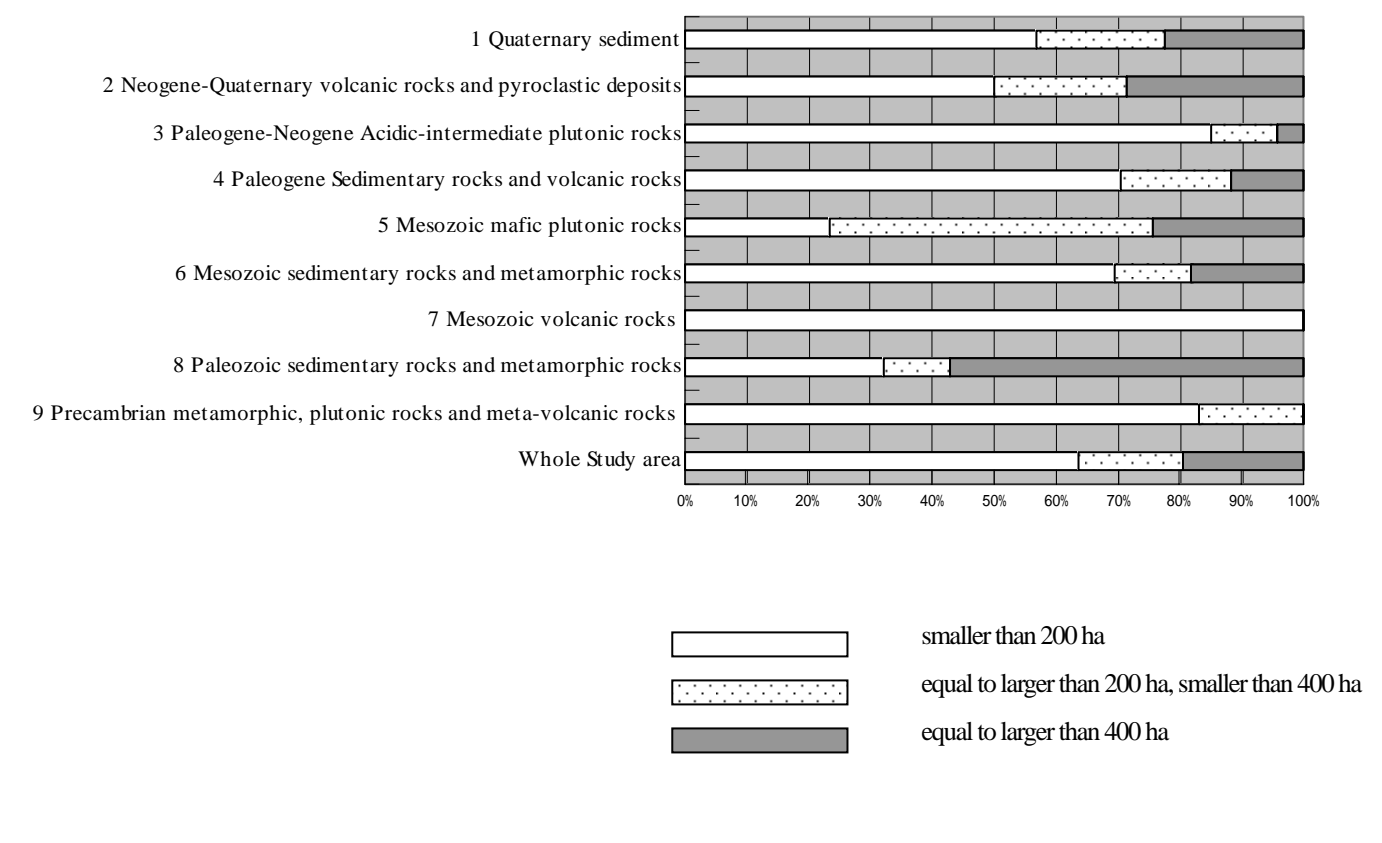 1 Quaternary sediment
2 Neogene-Quaternary volcanic rocks and pyroclastic deposits
3 Paleogene-Neogene Acidic-intermediate plutonic rocks
4 Paleogene Sedimentary rocks and volcanic rocks
5 Mesozoic mafic plutonic rocks
6 Mesozoic sedimentary rocks and metamorphic rocks
7 Mesozoic volcanic rocks
8 Paleozoic sedimentary rocks and metamorphic rocks
9 Precambrian metamorphic, plutonic rocks and meta-volcanic rocks
Whole Study area
0% 10% 20% 30% 40% 50% 60% 70% 80% 90% 100%
smaller than 200 ha
equal to larger than 200 ha, smaller than 400 ha
equal to larger than 400 ha